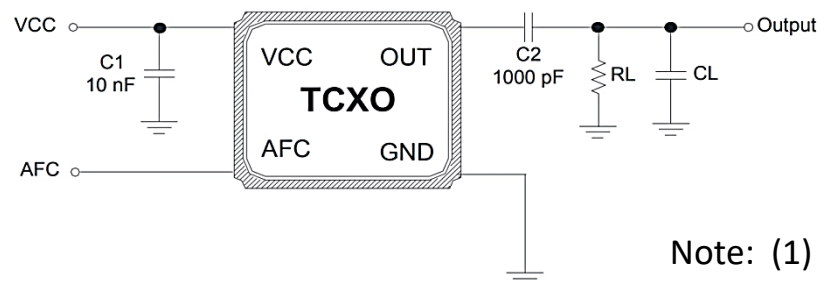 VCC
C1
10 nF
AFC
VCC OUT
TCXO
AFC GND
C2
1000 pF
RL
CL
Output
Note: (1)